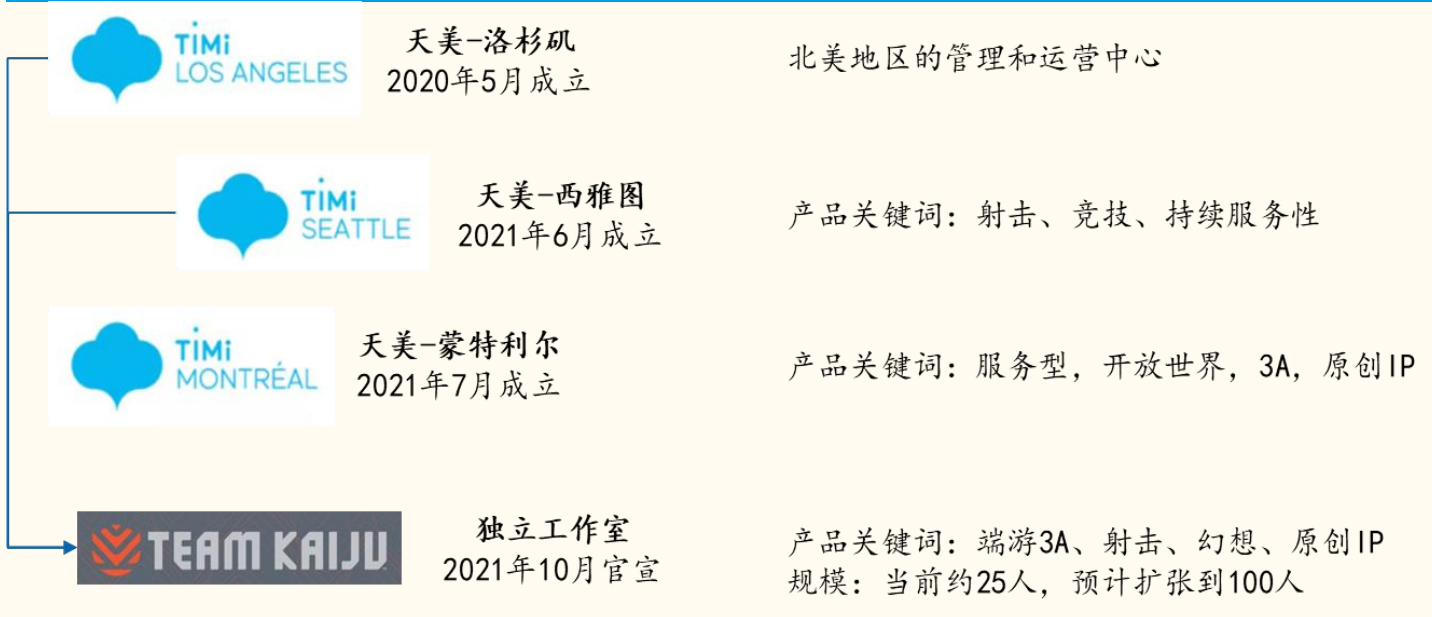 TiMi
LOS ANGELES
天美-洛杉矶
2020年5月成立
北美地区的管理和运营中心
TiMi
SEATTLE
天美-西雅图
2021年6月成立
产品关键词：射击、竞技、持续服务性
TiMi
MONTRÉAL
天美-蒙特利尔
2021年7月成立
产品关键词：服务型，开放世界，3A，原创IP
TEAM KAIJU
独立工作室
2021年10月官宣
产品关键词：端游3A、射击、幻想、原创IP
规模：当前约25人，预计扩张到100人